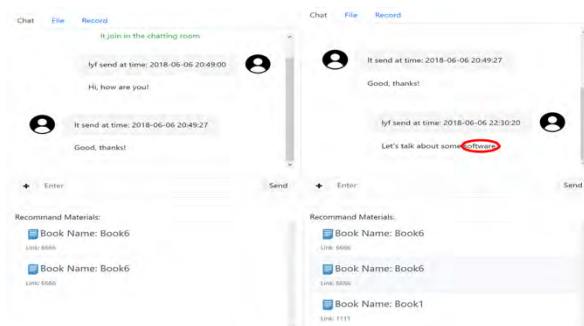 Chat File Record
lt join in the chatting room
lyf send at time: 2018-06-06 20:49:00
Hi, how are you!
lt send at time: 2018-06-06 20:49:27
Good, thanks!
+ Enter Send
Recommand Materials:
Book Name: Book6
Link: 6666
Book Name: Book6
Link: 6666
Chat File Record
lt send at time: 2018-06-06 20:49:27
Good, thanks!
lyf send at time: 2018-06-06 22:30:20
Let's talk about some software
+ Enter Send
Recommand Materials:
Book Name: Book6
Link: 6666
Book Name: Book6
Link: 6666
Book Name: Book1
Link: 1111